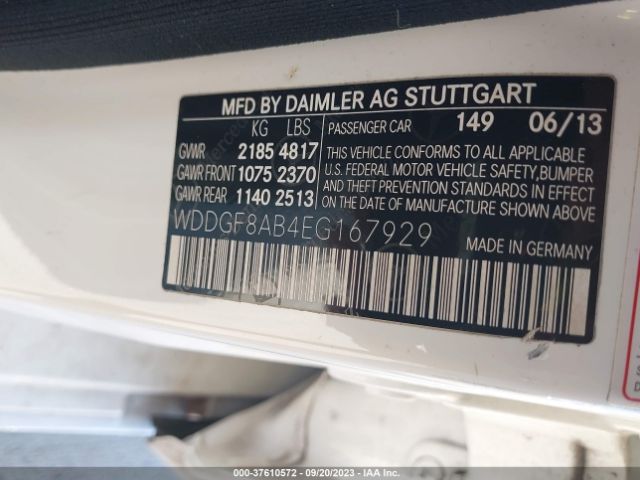 MFD BY DAIMLER AG STUTTGART
KG LBS PASSENGER CAR 149 06/13
GVWR 2185 4817
GAWR FRONT 1075 2370
GAWR REAR 1140 2513
THIS VEHICLE CONFORMS TO ALL APPLICABLE
U.S. FEDERAL MOTOR VEHICLE SAFETY,BUMPER
AND THEFT PREVENTION STANDARDS IN EFFECT
ON THE DATE OF MANUFACTURE SHOWN ABOVE
WDDGF8AB4EG167929
MADE IN GERMANY
000-37610572 - 09/20/2023 - IAA Inc.